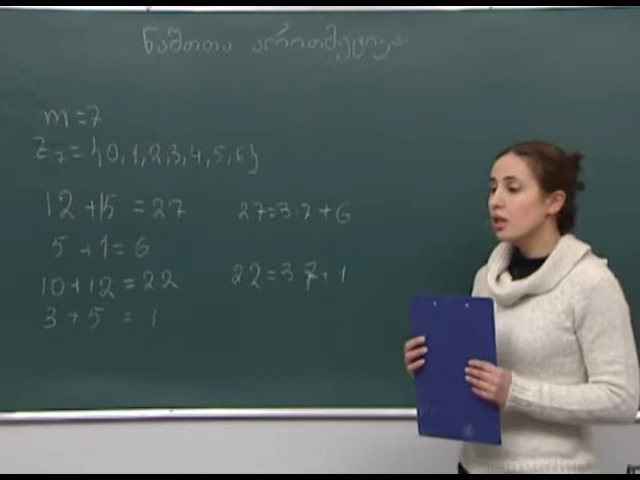 ნაშთთა არითმეტიკა
m=7
Z₇={0,1,2,3,4,5,6}
12+15=27 27=3·7+6
5+1=6
10+12=22 22=3·7+1
3+5=1